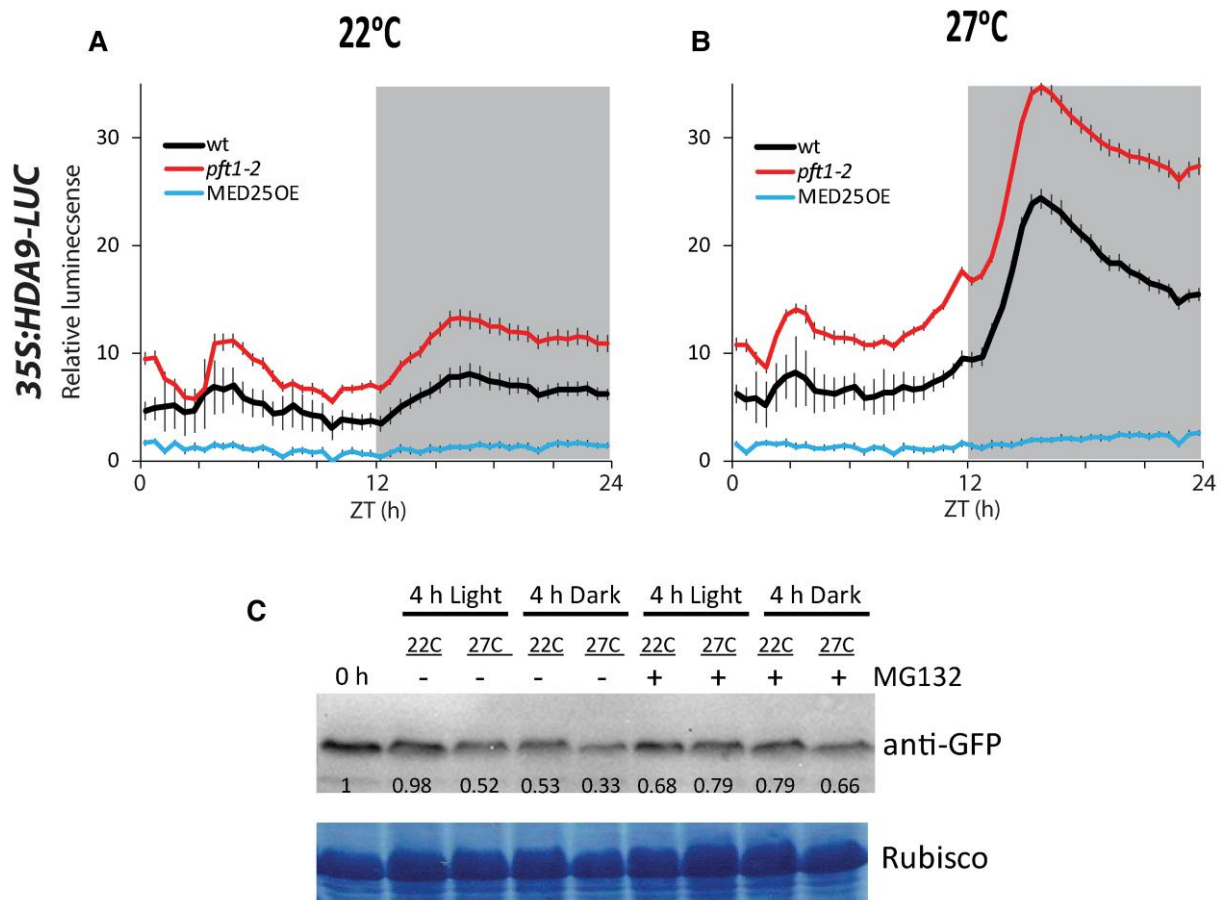 22ºC
27ºC
A
B
35S:HDA9-LUC
Relative luminecsense
30
20
10
0
wt
pft1-2
MED25OE
0
12
24
ZT (h)
30
20
10
0
wt
pft1-2
MED25OE
0
12
24
ZT (h)
C
4 h Light 4 h Dark 4 h Light 4 h Dark
22C 27C 22C 27C 22C 27C 22C 27C
0 h - - - - + + + + MG132
anti-GFP
1 0.98 0.52 0.53 0.33 0.68 0.79 0.79 0.66
Rubisco